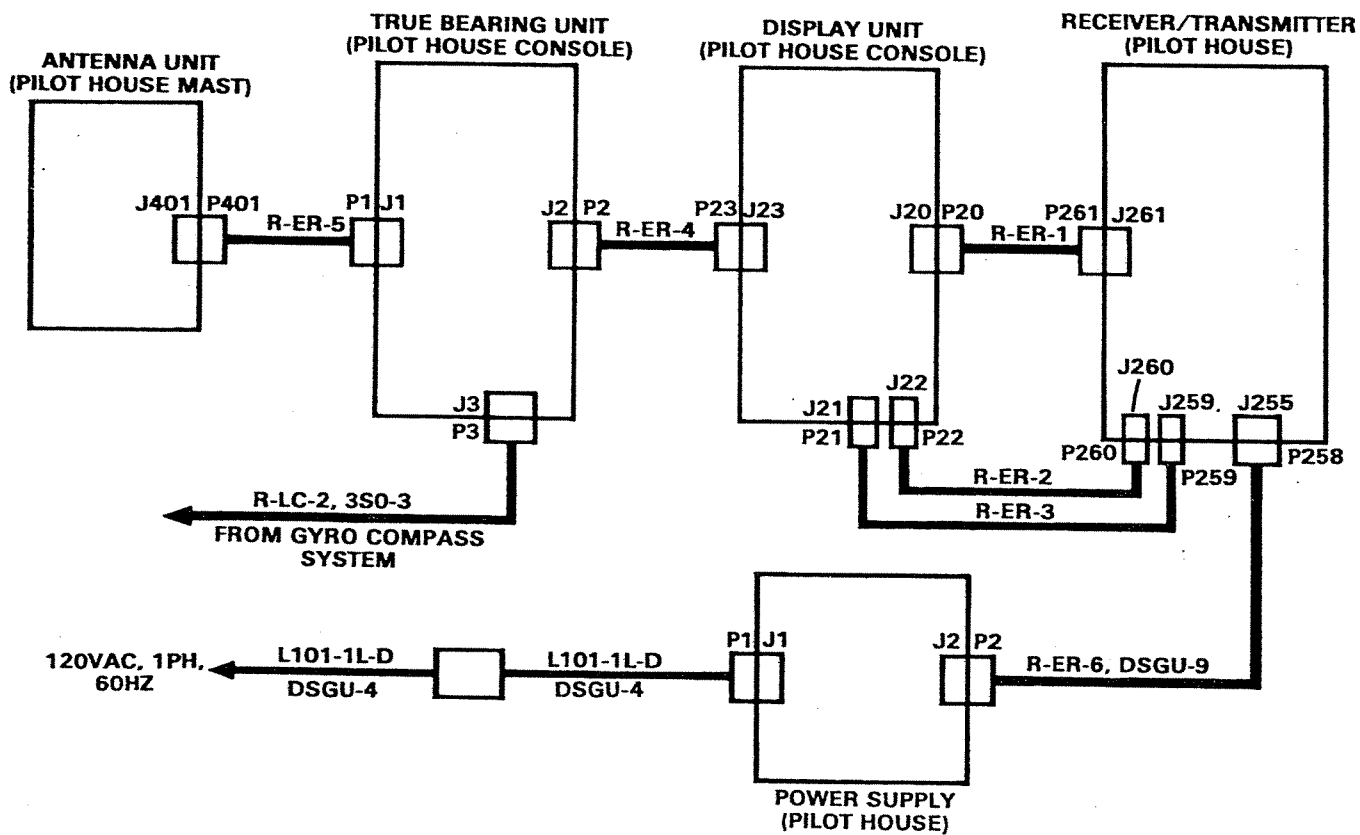 ANTENNA UNIT
(PILOT HOUSE MAST)
TRUE BEARING UNIT
(PILOT HOUSE CONSOLE)
DISPLAY UNIT
(PILOT HOUSE CONSOLE)
RECEIVER/TRANSMITTER
(PILOT HOUSE)
J401 P401
R-ER-5
P1 J1
J2 P2
R-ER-4
P23 J23
J20 P20
R-ER-1
P261 J261
J3
P3
J21
P21
J22
P22
J260
P260
J259.
P259
J255
P258
R-ER-2
R-ER-3
R-LC-2, 3S0-3
FROM GYRO COMPASS
SYSTEM
120VAC, 1PH,
60HZ
L101-1L-D
DSGU-4
L101-1L-D
DSGU-4
P1 J1
J2 P2
R-ER-6, DSGU-9
POWER SUPPLY
(PILOT HOUSE)